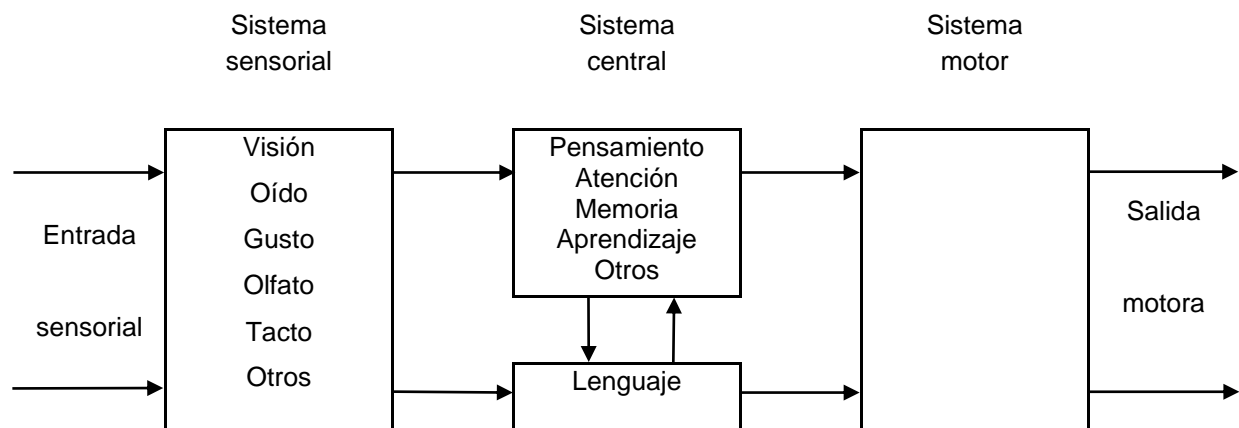 Sistema
sensorial
Sistema
central
Sistema
motor
Entrada
sensorial
Visión
Oído
Gusto
Olfato
Tacto
Otros
Pensamiento
Atención
Memoria
Aprendizaje
Otros
Lenguaje
Salida
motora